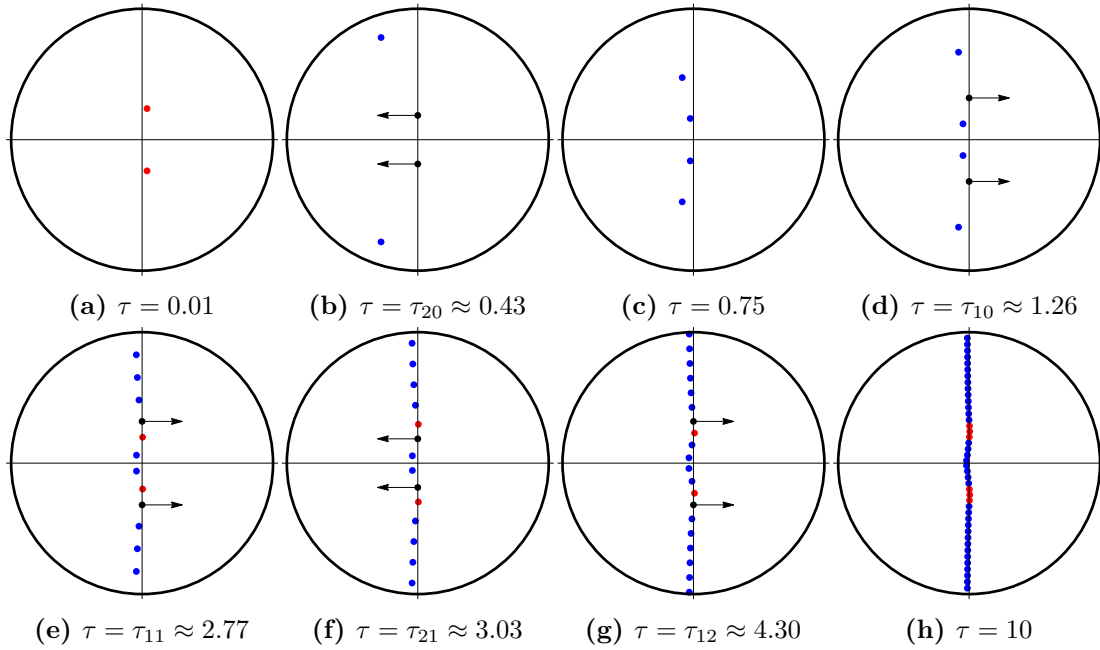 (a) τ = 0.01
(b) τ = τ₂₀ ≈ 0.43
(c) τ = 0.75
(d) τ = τ₁₀ ≈ 1.26
(e) τ = τ₁₁ ≈ 2.77
(f) τ = τ₂₁ ≈ 3.03
(g) τ = τ₁₂ ≈ 4.30
(h) τ = 10